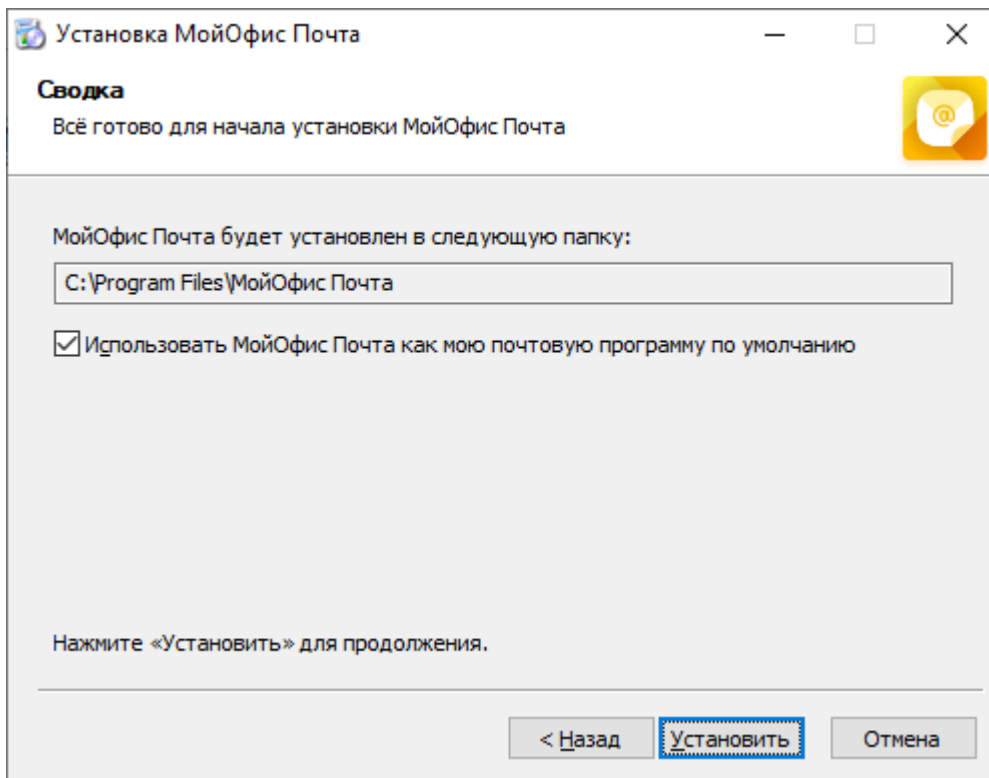 Установка МойОфис Почта
Сводка
Всё готово для начала установки МойОфис Почта
@
МойОфис Почта будет установлен в следующую папку:
C:\Program Files\МойОфис Почта
Использовать МойОфис Почта как мою почтовую программу по умолчанию
Нажмите «Установить» для продолжения.
< Назад Установить Отмена